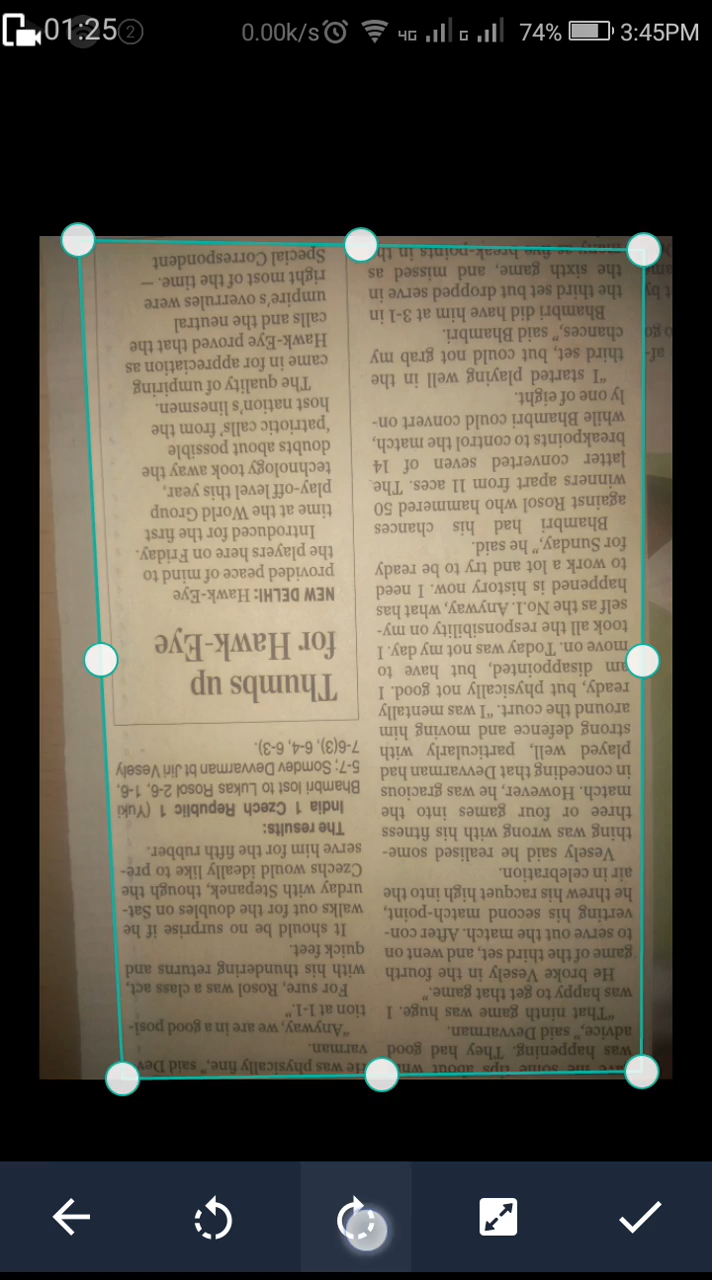 01:25
2
0.00k/s 4G G 74% 3:45PM
me some tips about
was happening. They had good
advice," said Devvarman.
"That ninth game was huge. I
was happy to get that game."
He broke Vesely in the fourth
game of the third set, and went on
to serve out the match. After con-
verting his second match-point,
he threw his racquet high into the
air in celebration.
Vesely said he realised some-
thing was wrong with his fitness
three or four games into the
match. However, he was gracious
in conceding that Devvarman had
played well, particularly with
strong defence and moving him
around the court. "I was mentally
ready, but physically not good. I
am disappointed, but have to
move on. Today was not my day. I
took all the responsibility on my-
self as the No.1. Anyway, what has
happened is history now. I need
to work a lot and try to be ready
for Sunday," he said.
Bhambri had his chances
against Rosol who hammered 50
winners apart from 11 aces. The
latter converted seven of 14
breakpoints to control the match,
while Bhambri could convert on-
ly one of eight.
"I started playing well in the
third set, but could not grab my
chances," said Bhambri.
Bhambri did have him at 3-1 in
the third set but dropped serve in
the sixth game, and missed as
many as five break-points in th
He was physically fine," said Dev
varman.
"Anyway, we are in a good posi-
tion at 1-1."
For sure, Rosol was a class act,
with his thundering returns and
quick feet.
It should be no surprise if he
walks out for the doubles on Sat-
urday with Stepanek, though the
Czechs would ideally like to pre-
serve him for the fifth rubber.
The results:
India 1 Czech Republic 1 (Yuki
Bhambri lost to Lukas Rosol 2-6, 1-6,
5-7; Somdev Devvarman bt Jiri Vesely
7-6(3), 6-4, 6-3).
Thumbs up
for Hawk-Eye
NEW DELHI: Hawk-Eye
provided peace of mind to
the players here on Friday.
Introduced for the first
time at the World Group
play-off level this year,
technology took away the
doubts about possible
'patriotic calls' from the
host nation's linesmen.
The quality of umpiring
came in for appreciation as
Hawk-Eye proved that the
calls and the neutral
umpire's overrules were
right most of the time. —
Special Correspondent